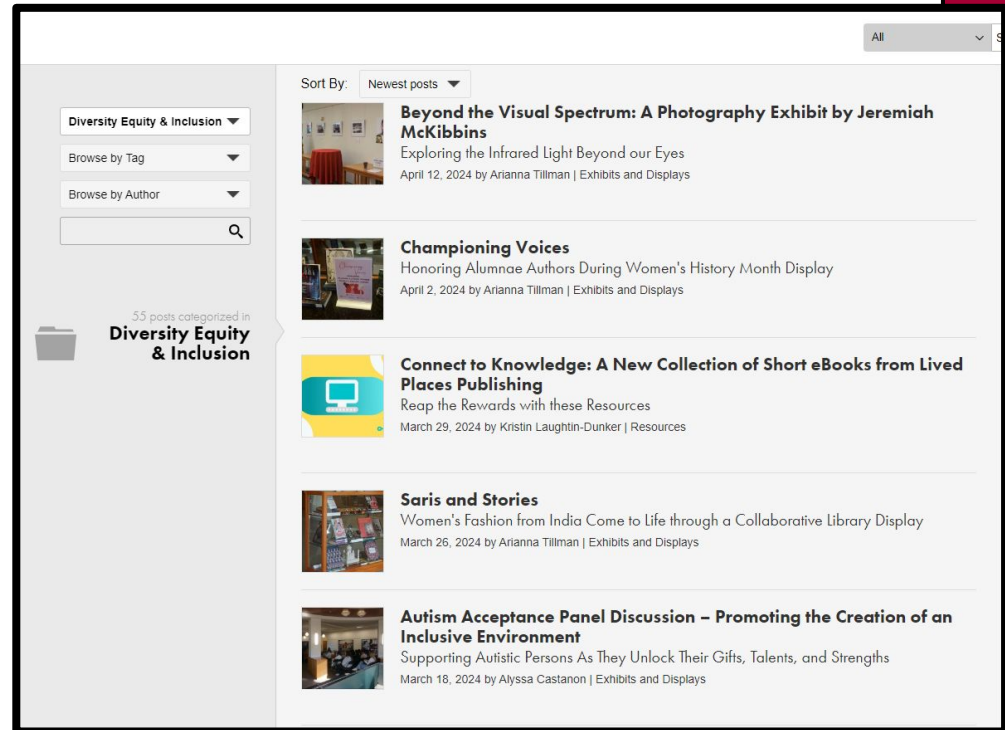 All
Sort By: Newest posts
Diversity Equity & Inclusion
Browse by Tag
Browse by Author
55 posts categorized in
Diversity Equity
& Inclusion
Beyond the Visual Spectrum: A Photography Exhibit by Jeremiah
McKibbins
Exploring the Infrared Light Beyond our Eyes
April 12, 2024 by Arianna Tillman | Exhibits and Displays
Championing Voices
Honoring Alumnae Authors During Women's History Month Display
April 2, 2024 by Arianna Tillman | Exhibits and Displays
Connect to Knowledge: A New Collection of Short eBooks from Lived
Places Publishing
Reap the Rewards with these Resources
March 29, 2024 by Kristin Laughtin-Dunker | Resources
Saris and Stories
Women's Fashion from India Come to Life through a Collaborative Library Display
March 26, 2024 by Arianna Tillman | Exhibits and Displays
Autism Acceptance Panel Discussion – Promoting the Creation of an
Inclusive Environment
Supporting Autistic Persons As They Unlock Their Gifts, Talents, and Strengths
March 18, 2024 by Alyssa Castanon | Exhibits and Displays